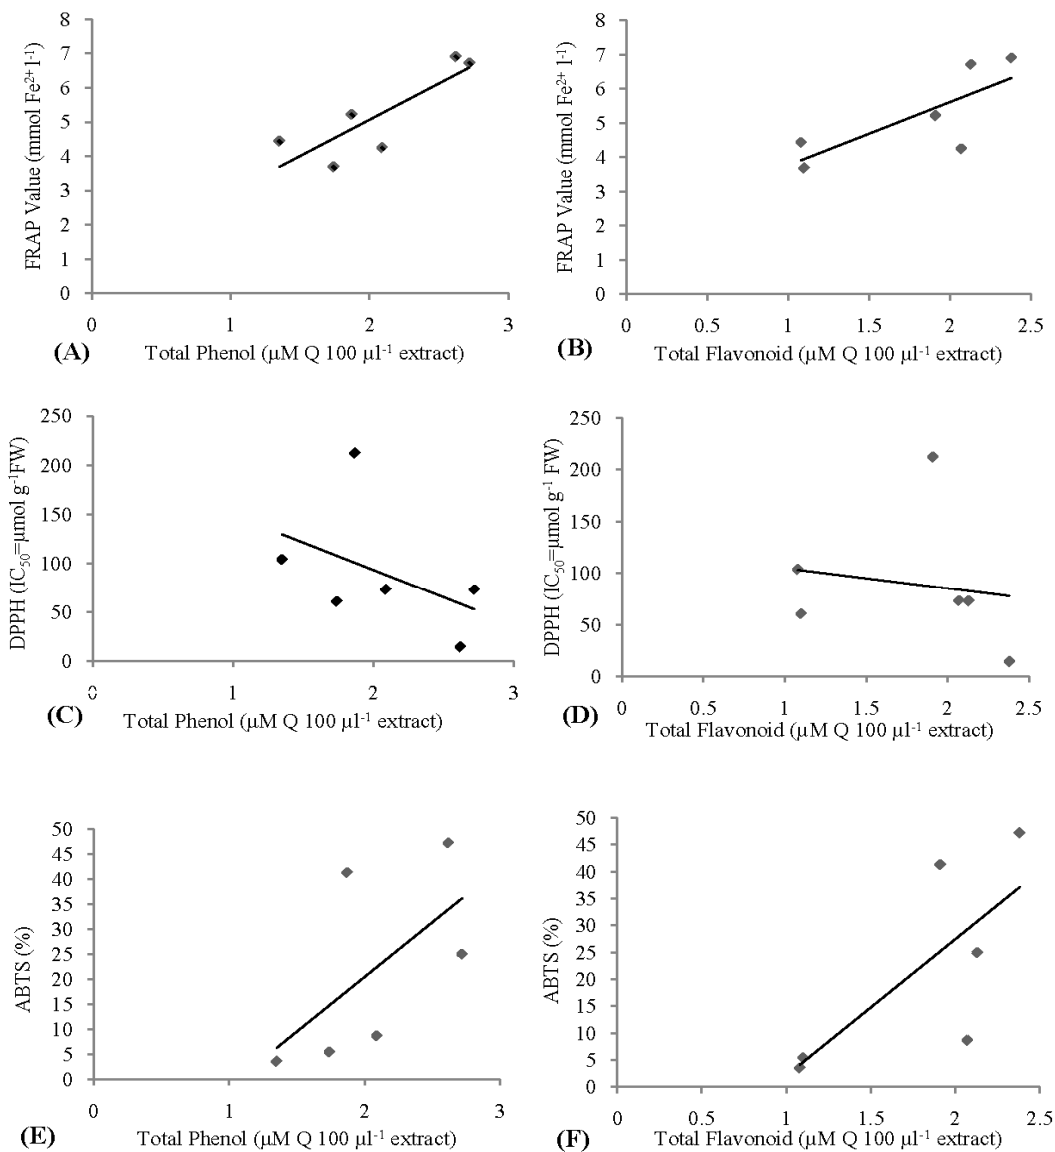 8
7
6
5
4
3
2
1
0
FRAP Value (mmol Fe²⁺ l⁻¹)
0 1 2 3
(A) Total Phenol (µM Q 100 µl⁻¹ extract)
8
7
6
5
4
3
2
1
0
FRAP Value (mmol Fe²⁺ l⁻¹)
0 0.5 1 1.5 2 2.5
(B) Total Flavonoid (µM Q 100 µl⁻¹ extract)
250
200
150
100
50
0
DPPH (IC₅₀=µmol g⁻¹FW)
0 1 2 3
(C) Total Phenol (µM Q 100 µl⁻¹ extract)
250
200
150
100
50
0
DPPH (IC₅₀=µmol g⁻¹ FW)
0 0.5 1 1.5 2 2.5
(D) Total Flavonoid (µM Q 100 µl⁻¹ extract)
50
45
40
35
30
25
20
15
10
5
0
ABTS (%)
0 1 2 3
(E) Total Phenol (µM Q 100 µl⁻¹ extract)
50
45
40
35
30
25
20
15
10
5
0
ABTS (%)
0 0.5 1 1.5 2 2.5
(F) Total Flavonoid (µM Q 100 µl⁻¹ extract)